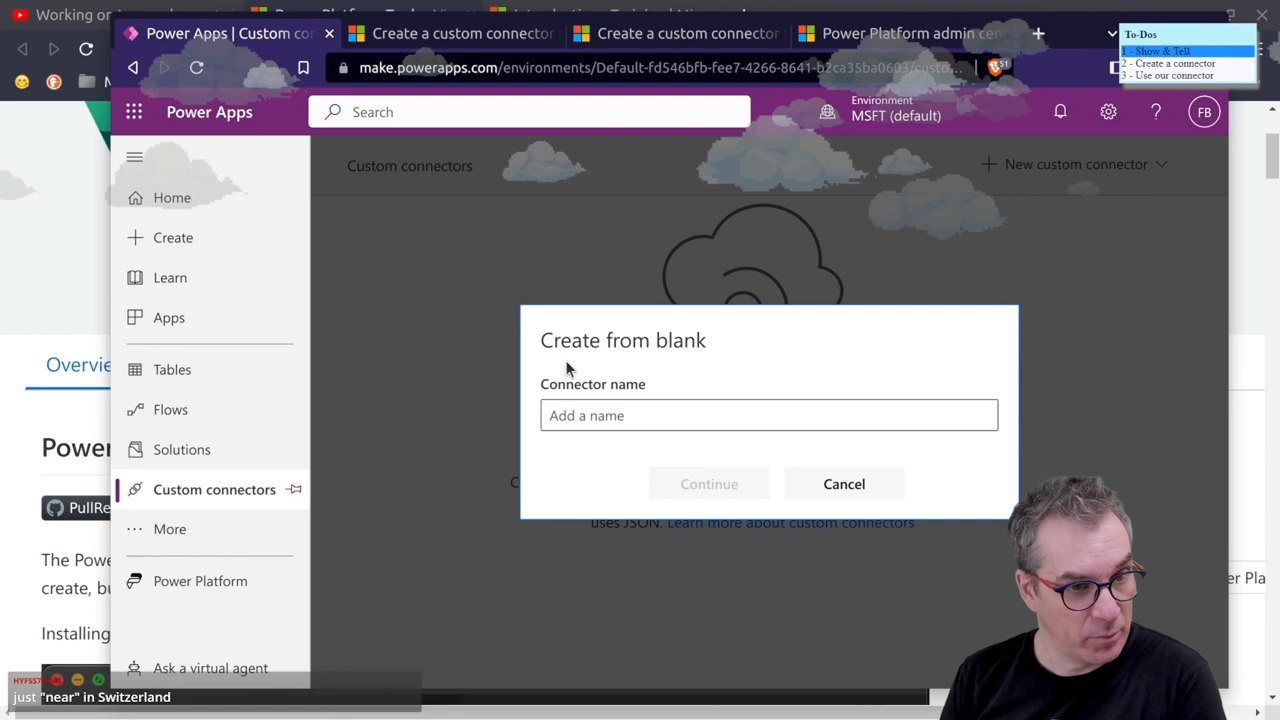 Working on
Power Apps | Custom co
Create a custom connector
Create a custom connector
Power Platform admin cen
To-Dos
1 - Show & Tell
2 - Create a connector
3 - Use our connector
make.powerapps.com/environments/Default-fd546bfb-fee7-4266-8641-b2ca35ba0603/custo...
51
Power Apps
Search
Environment
MSFT (default)
FB
Custom connectors
New custom connector
Home
Create
Learn
Apps
Tables
Flows
Solutions
Custom connectors
More
Power Platform
Ask a virtual agent
Create from blank
Connector name
Add a name
Continue
Cancel
uses JSON. Learn more about custom connectors
Overvie
Power
PullRe
The Powe
create, bu
Installing
er Pla
just "near" in Switzerland